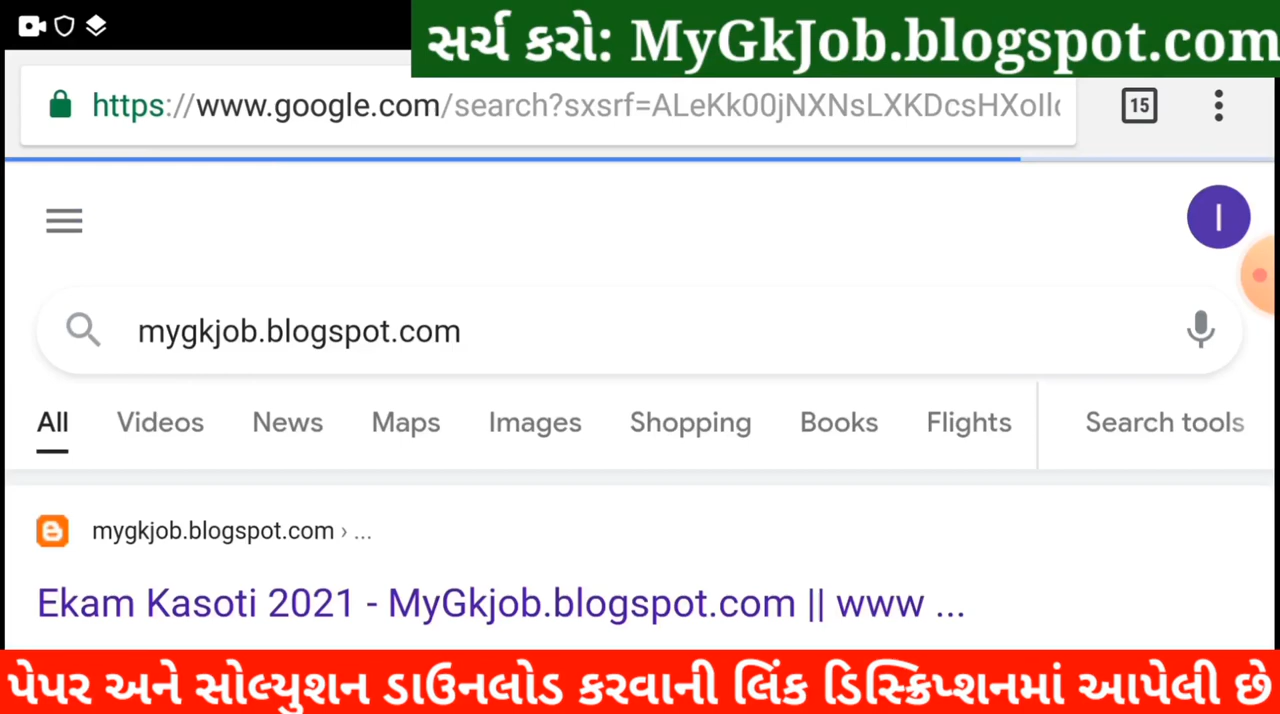 સર્ચ કરો: MyGkJob.blogspot.com
https://www.google.com/search?sxsrf=ALeKk00jNXNsLXKDcsHXoIlc
15
I
mygkjob.blogspot.com
All Videos News Maps Images Shopping Books Flights Search tools
mygkjob.blogspot.com › ...
Ekam Kasoti 2021 - MyGkjob.blogspot.com || www ...
પેપર અને સોલ્યુશન ડાઉનલોડ કરવાની લિંક ડિસ્ક્રિપ્શનમાં આપેલી છે